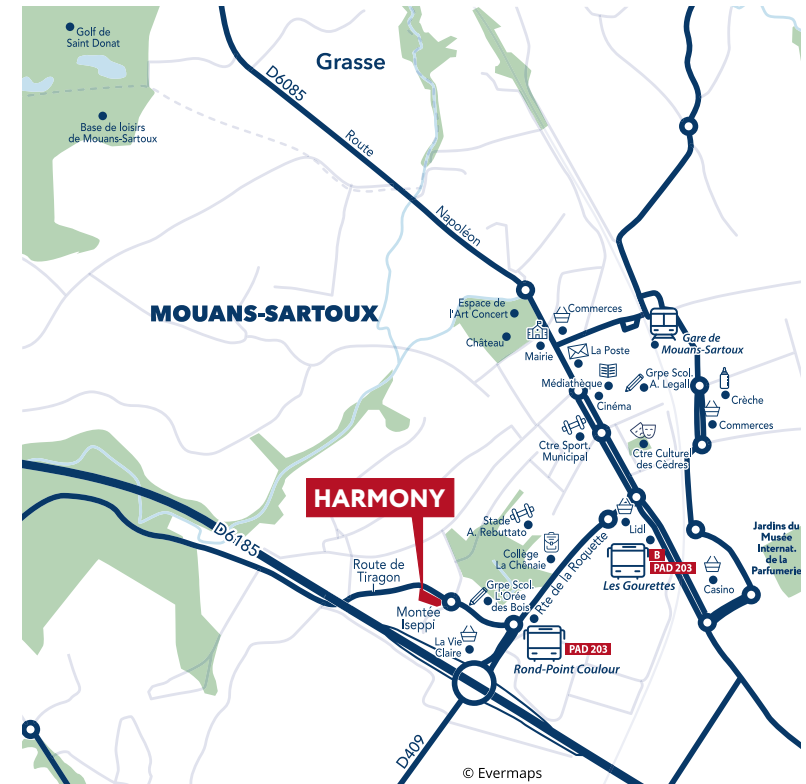 Golf de
Saint Donat
Grasse
D6085
Base de loisirs
de Mouans-Sartoux
Route
Napoléon
MOUANS-SARTOUX
Espace de
l'Art Concert
Commerces
Château
Mairie
La Poste
Gare de
Mouans-Sartoux
Médiathèque
Grpe Scol.
A. Legall
Cinéma
Crèche
Commerces
Ctre Sport.
Municipal
Ctre Culturel
des Cèdres
HARMONY
D6185
Stade
A. Rebuttato
Lidl
Jardins du
Musée
Internat.
de la
Parfumerie
Collège
La Chênaie
Rte de la Roquette
B
PAD 203
Les Gourettes
Casino
Route de
Tiragon
Grpe Scol.
L'Orée
des Bois
Montée
Iseppi
La Vie
Claire
PAD 203
Rond-Point Coulour
D409
© Evermaps